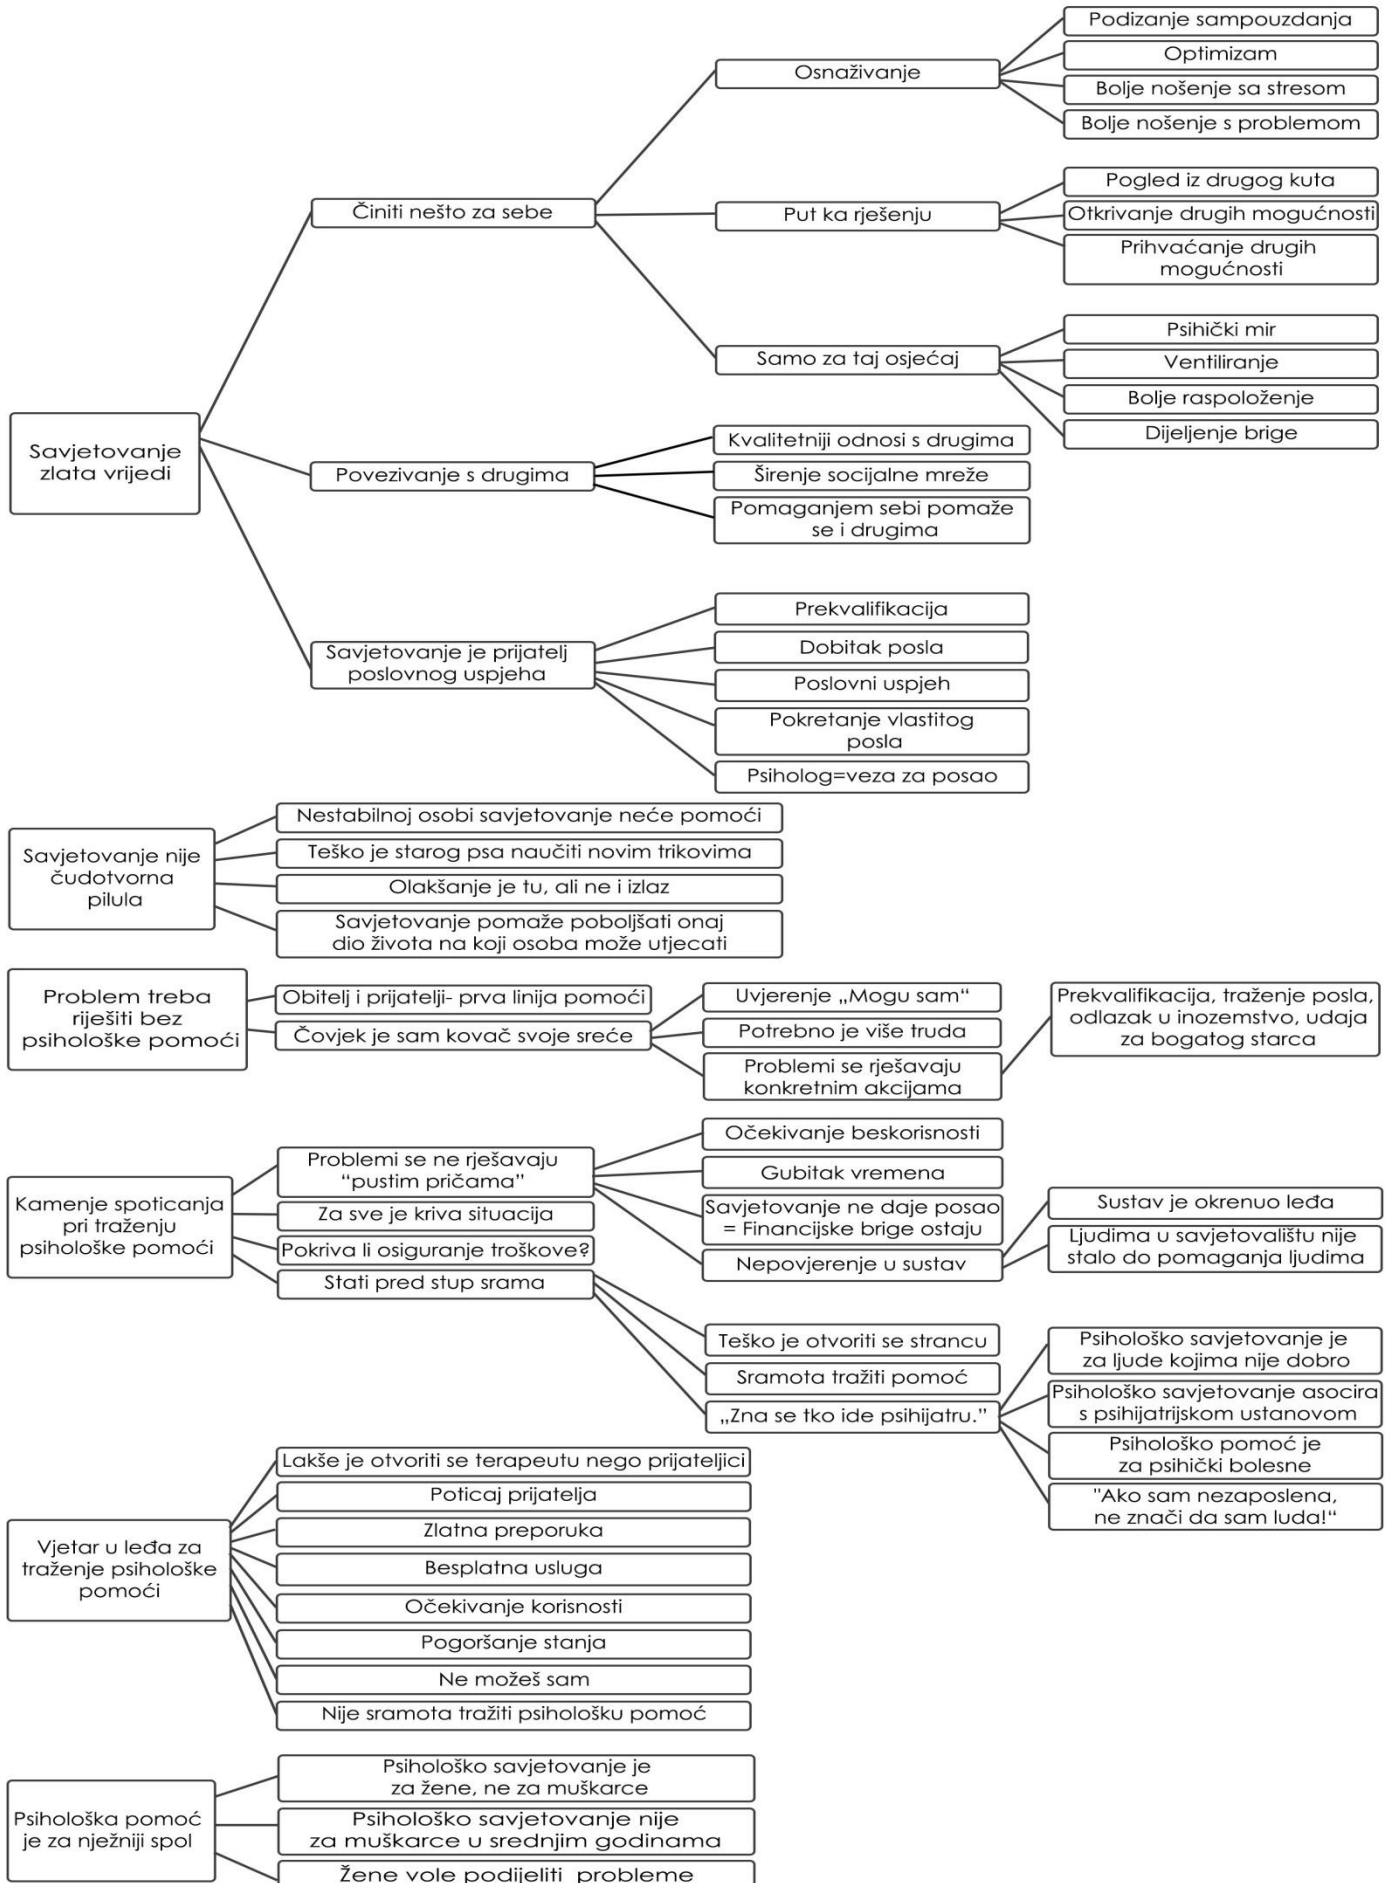 Podizanje sampouzdanja
Optimizam
Osnaživanje
Bolje nošenje sa stresom
Bolje nošenje s problemom
Pogled iz drugog kuta
Činiti nešto za sebe
Put ka rješenju
Otkrivanje drugih mogućnosti
Prihvaćanje drugih
mogućnosti
Psihički mir
Samo za taj osjećaj
Ventiliranje
Bolje raspoloženje
Dijeljenje brige
Savjetovanje
zlata vrijedi
Povezivanje s drugima
Kvalitetniji odnosi s drugima
Širenje socijalne mreže
Pomaganjem sebi pomaže
se i drugima
Savjetovanje je prijatelj
poslovnog uspjeha
Prekvalifikacija
Dobitak posla
Poslovni uspjeh
Pokretanje vlastitog
posla
Psiholog=veza za posao
Savjetovanje nije
čudotvorna
pilula
Nestabilnoj osobi savjetovanje neće pomoći
Teško je starog psa naučiti novim trikovima
Olakšanje je tu, ali ne i izlaz
Savjetovanje pomaže poboljšati onaj
dio života na koji osoba može utjecati
Problem treba
riješiti bez
psihološke pomoći
Obitelj i prijatelji- prva linija pomoći
Čovjek je sam kovač svoje sreće
Uvjerenje „Mogu sam“
Potrebno je više truda
Problemi se rješavaju
konkretnim akcijama
Prekvalifikacija, traženje posla,
odlazak u inozemstvo, udaja
za bogatog starca
Kamenje spoticanja
pri traženju
psihološke pomoći
Problemi se ne rješavaju
“pustim pričama”
Za sve je kriva situacija
Pokriva li osiguranje troškove?
Stati pred stup srama
Očekivanje beskorisnosti
Gubitak vremena
Savjetovanje ne daje posao
= Financijske brige ostaju
Nepovjerenje u sustav
Sustav je okrenuo leđa
Ljudima u savjetovalištu nije
stalo do pomaganja ljudima
Teško je otvoriti se strancu
Sramota tražiti pomoć
„Zna se tko ide psihijatru.”
Psihološko savjetovanje je
za ljude kojima nije dobro
Psihološko savjetovanje asocira
s psihijatrijskom ustanovom
Psihološko pomoć je
za psihički bolesne
"Ako sam nezaposlena,
ne znači da sam luda!“
Vjetar u leđa za
traženje psihološke
pomoći
Lakše je otvoriti se terapeutu nego prijateljici
Poticaj prijatelja
Zlatna preporuka
Besplatna usluga
Očekivanje korisnosti
Pogoršanje stanja
Ne možeš sam
Nije sramota tražiti psihološku pomoć
Psihološka pomoć
je za nježniji spol
Psihološko savjetovanje je
za žene, ne za muškarce
Psihološko savjetovanje nije
za muškarce u srednjim godinama
Žene vole podijeliti probleme